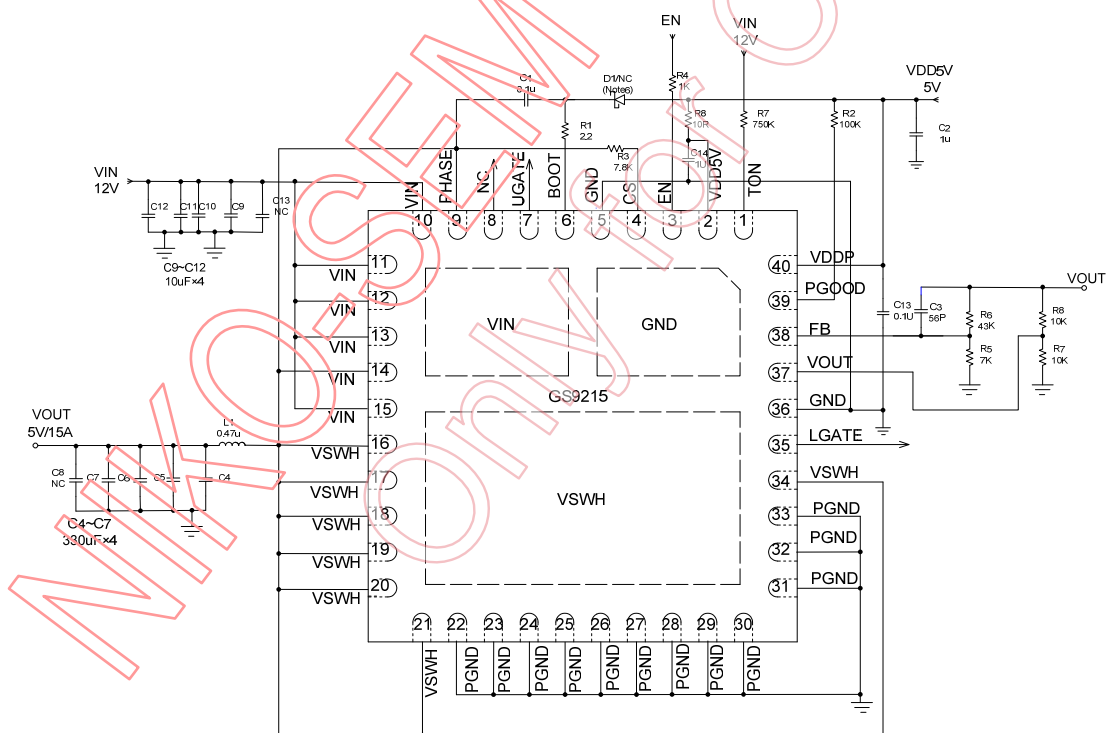 EN
VIN
12V
VDD5V
5V
C1
0.1u
D1/NC
(Note6)
R4
1K
R8
10R
R7
750K
R2
100K
C2
1u
R1
2.2
R3
7.8K
C14
1U
VIN
12V
C12
C11
C10
C9
C13
NC
C9~C12
10uF×4
VIN
PHASE
NC
UGATE
BOOT
GND
CS
EN
VDD5V
TON
10
9
8
7
6
5
4
3
2
1
11
VIN
12
VIN
13
VIN
14
VIN
15
VIN
16
VSWH
17
VSWH
18
VSWH
19
VSWH
20
VSWH
VIN
GND
GS9215
VSWH
40
VDDP
39
PGOOD
38
FB
37
VOUT
36
GND
35
LGATE
34
VSWH
33
PGND
32
PGND
31
PGND
C13
0.1U
C3
56P
R6
43K
R5
7K
R8
10K
R7
10K
VOUT
VOUT
5V/15A
L1
0.47u
C8
NC
C7
C6
C5
C4
C4~C7
330uF×4
21
22
23
24
25
26
27
28
29
30
VSWH
PGND
PGND
PGND
PGND
PGND
PGND
PGND
PGND
PGND
NIKO-SEM
Only for